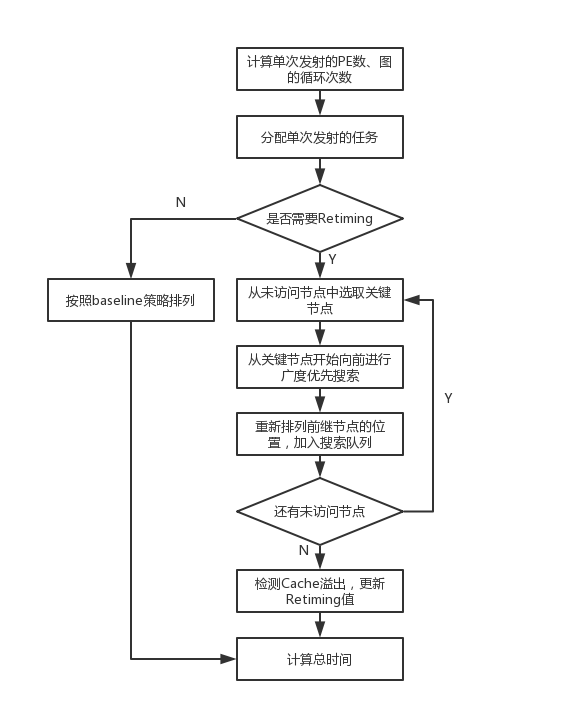 计算单次发射的PE数、图
的循环次数
分配单次发射的任务
是否需要Retiming
N
Y
按照baseline策略排列
从未访问节点中选取关键
节点
从关键节点开始向前进行
广度优先搜索
Y
重新排列前继节点的位
置，加入搜索队列
还有未访问节点
N
检测Cache溢出，更新
Retiming值
计算总时间